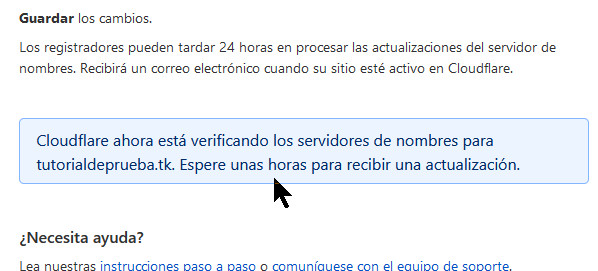 Guardar los cambios.
Los registradores pueden tardar 24 horas en procesar las actualizaciones del servidor de
nombres. Recibirá un correo electrónico cuando su sitio esté activo en Cloudflare.
Cloudflare ahora está verificando los servidores de nombres para
tutorialdeprueba.tk. Espere unas horas para recibir una actualización.
¿Necesita ayuda?
Lea nuestras instrucciones paso a paso o comuníquese con el equipo de soporte.